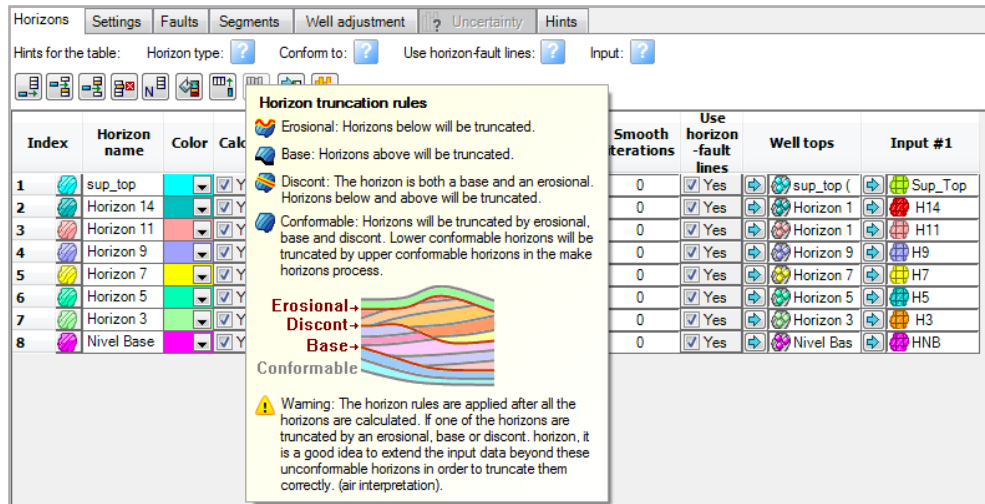 Horizons Settings Faults Segments Well adjustment ? Uncertainty Hints
Hints for the table: Horizon type: ? Conform to: ? Use horizon-fault lines: ? Input: ?
N
Index Horizon name Color Calc Smooth iterations Use horizon -fault lines Well tops Input #1
1 sup_top Y 0 Yes sup_top ( Sup_Top
2 Horizon 14 Y 0 Yes Horizon 1 H14
3 Horizon 11 Y 0 Yes Horizon 1 H11
4 Horizon 9 Y 0 Yes Horizon 9 H9
5 Horizon 7 Y 0 Yes Horizon 7 H7
6 Horizon 5 Y 0 Yes Horizon 5 H5
7 Horizon 3 Y 0 Yes Horizon 3 H3
8 Nivel Base Y 0 Yes Nivel Bas HNB
Horizon truncation rules
Erosional: Horizons below will be truncated.
Base: Horizons above will be truncated.
Discont: The horizon is both a base and an erosional.
Horizons below and above will be truncated.
Conformable: Horizons will be truncated by erosional,
base and discont. Lower conformable horizons will be
truncated by upper conformable horizons in the make
horizons process.
Erosional
Discont
Base
Conformable
Warning: The horizon rules are applied after all the
horizons are calculated. If one of the horizons are
truncated by an erosional, base or discont. horizon, it
is a good idea to extend the input data beyond these
unconformable horizons in order to truncate them
correctly. (air interpretation).